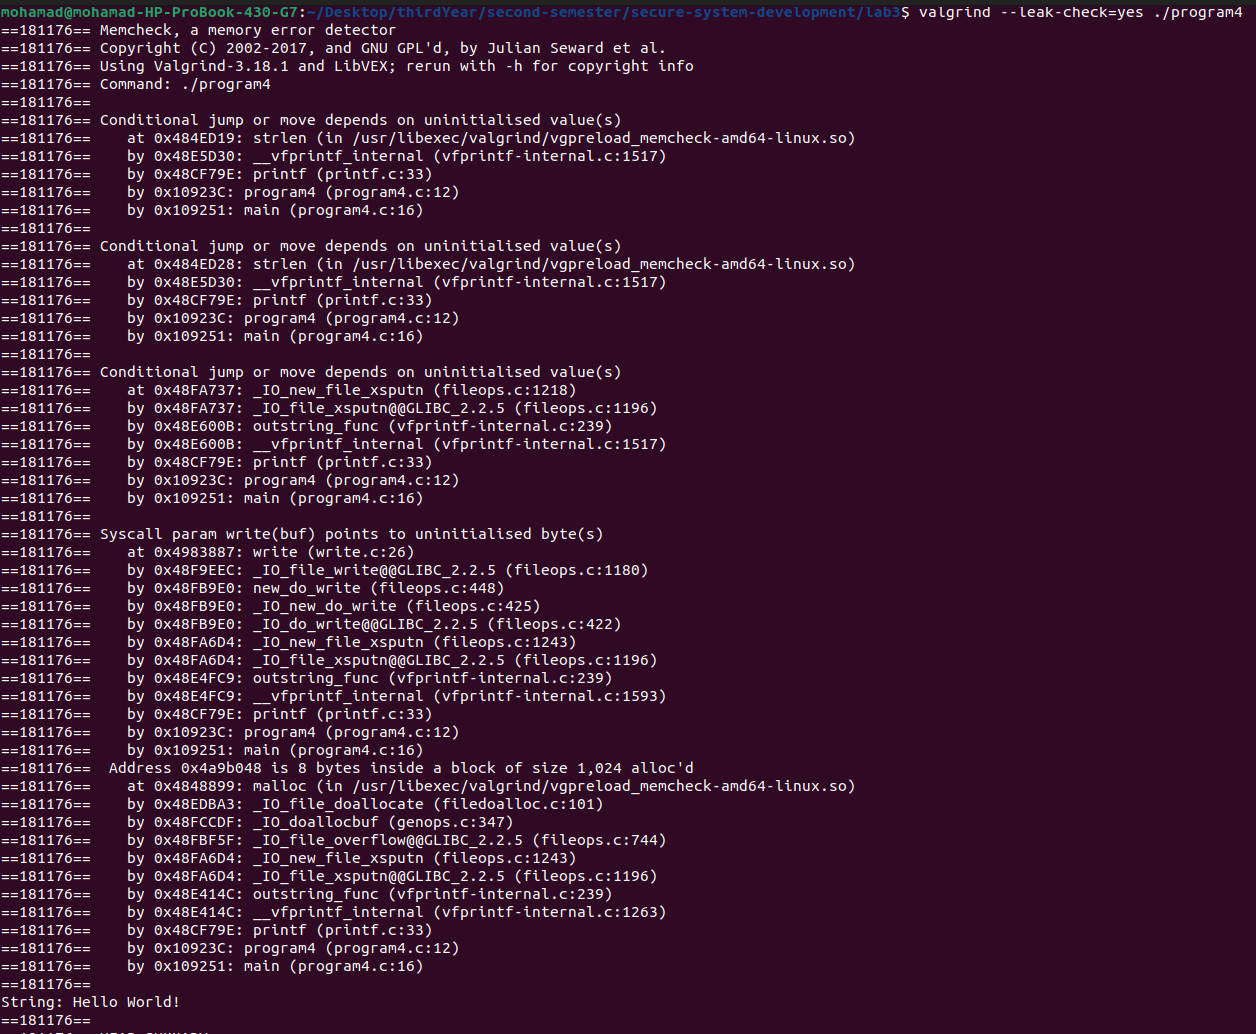 mohamad@mohamad-HP-ProBook-430-G7:~/Desktop/thirdYear/second-semester/secure-system-development/lab3$ valgrind --leak-check=yes ./program4
==181176== Memcheck, a memory error detector
==181176== Copyright (C) 2002-2017, and GNU GPL'd, by Julian Seward et al.
==181176== Using Valgrind-3.18.1 and LibVEX; rerun with -h for copyright info
==181176== Command: ./program4
==181176==
==181176== Conditional jump or move depends on uninitialised value(s)
==181176==    at 0x484ED19: strlen (in /usr/libexec/valgrind/vgpreload_memcheck-amd64-linux.so)
==181176==    by 0x48E5D30: __vfprintf_internal (vfprintf-internal.c:1517)
==181176==    by 0x48CF79E: printf (printf.c:33)
==181176==    by 0x10923C: program4 (program4.c:12)
==181176==    by 0x109251: main (program4.c:16)
==181176==
==181176== Conditional jump or move depends on uninitialised value(s)
==181176==    at 0x484ED28: strlen (in /usr/libexec/valgrind/vgpreload_memcheck-amd64-linux.so)
==181176==    by 0x48E5D30: __vfprintf_internal (vfprintf-internal.c:1517)
==181176==    by 0x48CF79E: printf (printf.c:33)
==181176==    by 0x10923C: program4 (program4.c:12)
==181176==    by 0x109251: main (program4.c:16)
==181176==
==181176== Conditional jump or move depends on uninitialised value(s)
==181176==    at 0x48FA737: _IO_new_file_xsputn (fileops.c:1218)
==181176==    by 0x48FA737: _IO_file_xsputn@@GLIBC_2.2.5 (fileops.c:1196)
==181176==    by 0x48E600B: outstring_func (vfprintf-internal.c:239)
==181176==    by 0x48E600B: __vfprintf_internal (vfprintf-internal.c:1517)
==181176==    by 0x48CF79E: printf (printf.c:33)
==181176==    by 0x10923C: program4 (program4.c:12)
==181176==    by 0x109251: main (program4.c:16)
==181176==
==181176== Syscall param write(buf) points to uninitialised byte(s)
==181176==    at 0x4983887: write (write.c:26)
==181176==    by 0x48F9EEC: _IO_file_write@@GLIBC_2.2.5 (fileops.c:1180)
==181176==    by 0x48FB9E0: new_do_write (fileops.c:448)
==181176==    by 0x48FB9E0: _IO_new_do_write (fileops.c:425)
==181176==    by 0x48FB9E0: _IO_do_write@@GLIBC_2.2.5 (fileops.c:422)
==181176==    by 0x48FA6D4: _IO_new_file_xsputn (fileops.c:1243)
==181176==    by 0x48FA6D4: _IO_file_xsputn@@GLIBC_2.2.5 (fileops.c:1196)
==181176==    by 0x48E4FC9: outstring_func (vfprintf-internal.c:239)
==181176==    by 0x48E4FC9: __vfprintf_internal (vfprintf-internal.c:1593)
==181176==    by 0x48CF79E: printf (printf.c:33)
==181176==    by 0x10923C: program4 (program4.c:12)
==181176==    by 0x109251: main (program4.c:16)
==181176==  Address 0x4a9b048 is 8 bytes inside a block of size 1,024 alloc'd
==181176==    at 0x4848899: malloc (in /usr/libexec/valgrind/vgpreload_memcheck-amd64-linux.so)
==181176==    by 0x48EDBA3: _IO_file_doallocate (filedoalloc.c:101)
==181176==    by 0x48FCCDF: _IO_doallocbuf (genops.c:347)
==181176==    by 0x48FBF5F: _IO_file_overflow@@GLIBC_2.2.5 (fileops.c:744)
==181176==    by 0x48FA6D4: _IO_new_file_xsputn (fileops.c:1243)
==181176==    by 0x48FA6D4: _IO_file_xsputn@@GLIBC_2.2.5 (fileops.c:1196)
==181176==    by 0x48E414C: outstring_func (vfprintf-internal.c:239)
==181176==    by 0x48E414C: __vfprintf_internal (vfprintf-internal.c:1263)
==181176==    by 0x48CF79E: printf (printf.c:33)
==181176==    by 0x10923C: program4 (program4.c:12)
==181176==    by 0x109251: main (program4.c:16)
==181176==
String: Hello World!
==181176==